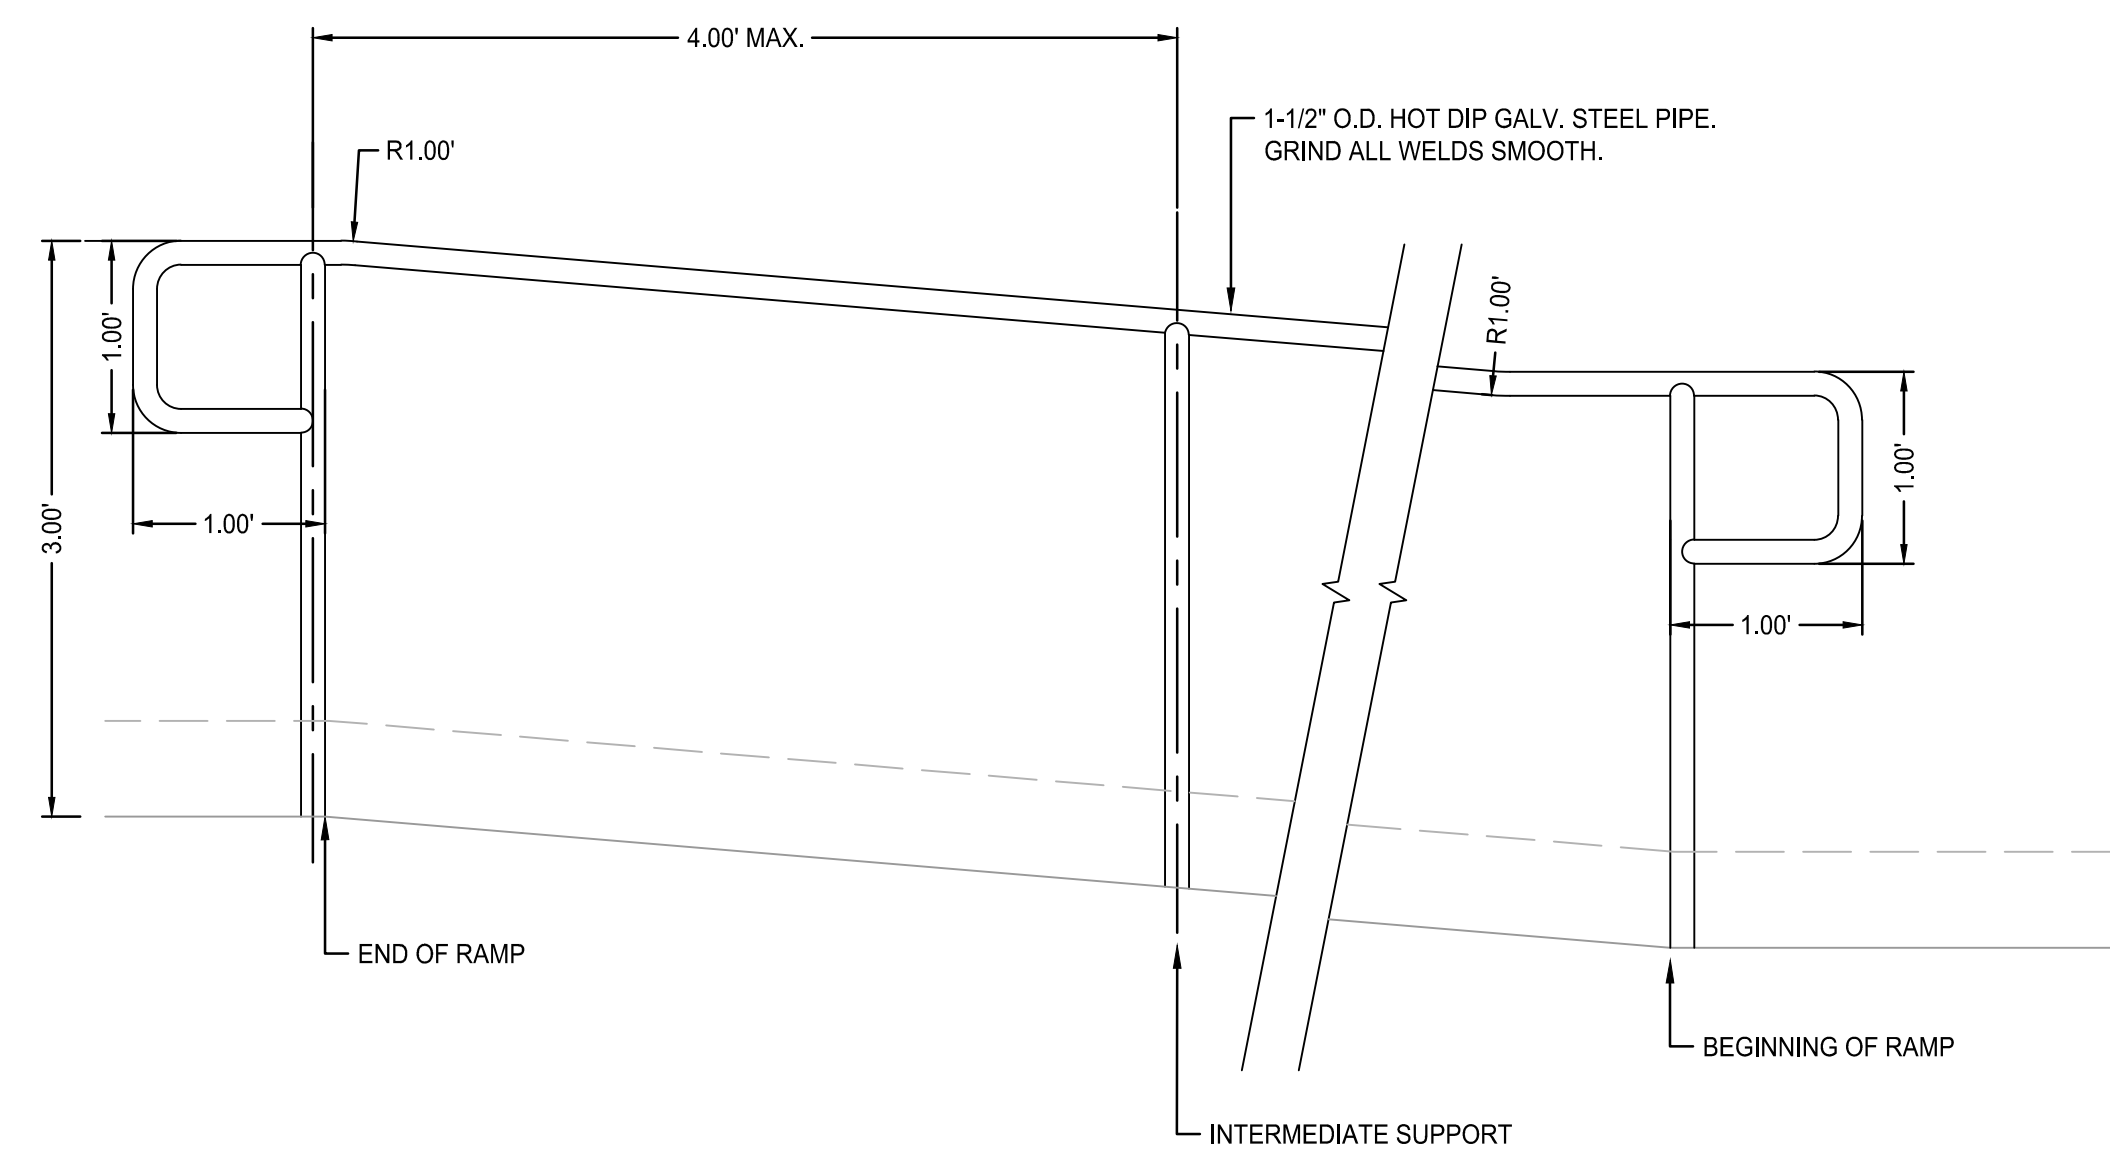 4.00' MAX.
1-1/2" O.D. HOT DIP GALV. STEEL PIPE.
GRIND ALL WELDS SMOOTH.
R1.00'
R1.00'
1.00'
3.00'
1.00'
1.00'
1.00'
END OF RAMP
BEGINNING OF RAMP
INTERMEDIATE SUPPORT